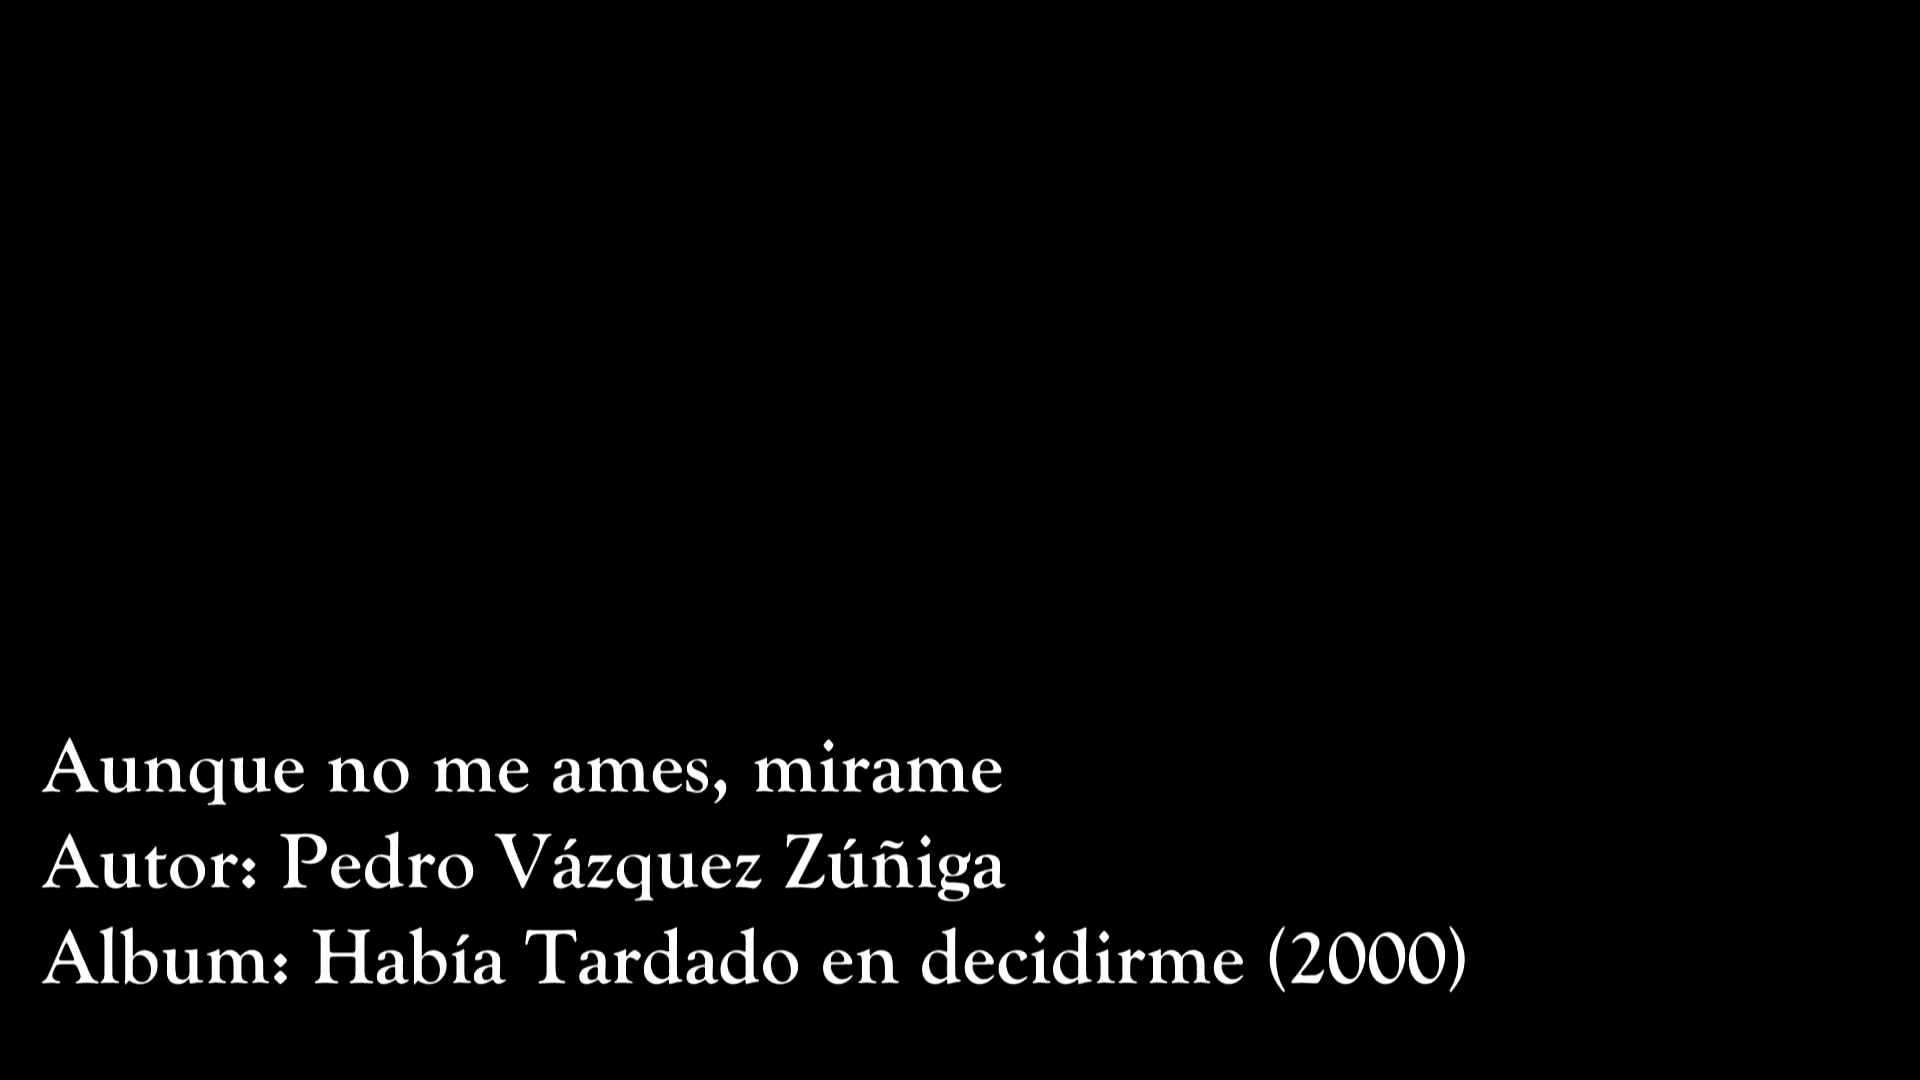 Aunque no me ames, mirame
Autor: Pedro Vázquez Zúñiga
Album: Había Tardado en decidirme (2000)